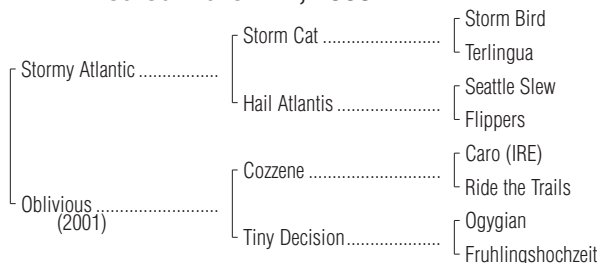 Storm Bird
Storm Cat ........................
Terlingua
Stormy Atlantic ..................
Seattle Slew
Hail Atlantis .......................
Flippers
Caro (IRE)
Cozzene .............................
Ride the Trails
Oblivious ............................
(2001)
Ogygian
Tiny Decision .....................
Fruhlingshochzeit